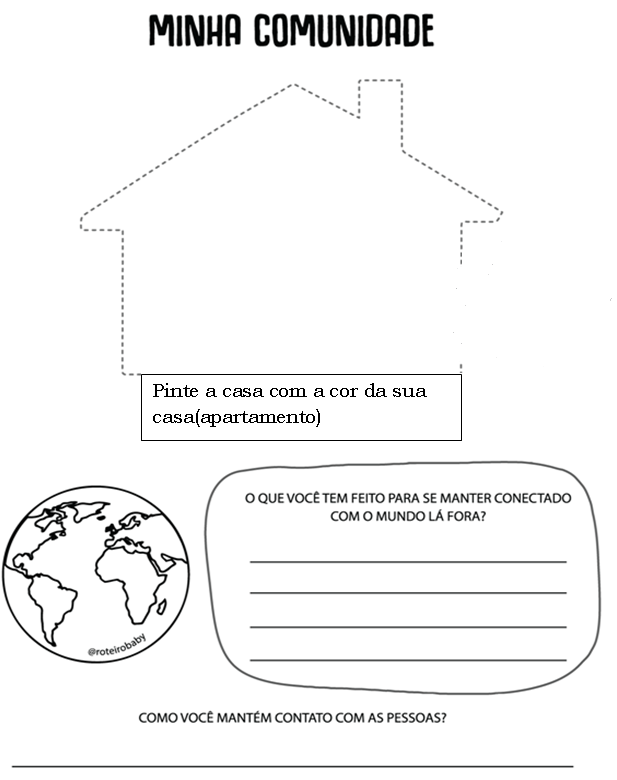 MINHA COMUNIDADE
Pinte a casa com a cor da sua
casa(apartamento)
O QUE VOCÊ TEM FEITO PARA SE MANTER CONECTADO
COM O MUNDO LÁ FORA?
@roteirobaby
COMO VOCÊ MANTÉM CONTATO COM AS PESSOAS?